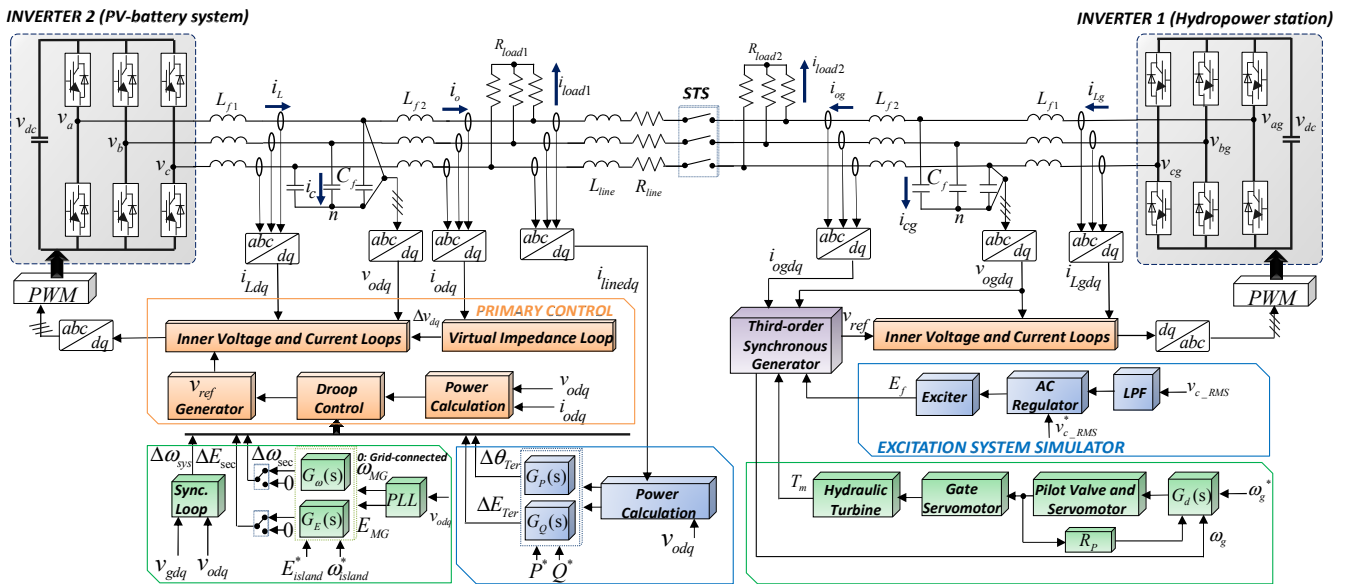 INVERTER 2 (PV-battery system)
INVERTER 1 (Hydropower station)
v_dc
v_a
v_b
v_c
L_f1
i_L
L_f2
i_o
R_load1
i_load1
i_c
C_f
n
L_line
R_line
STS
R_load2
i_load2
i_og
L_f2
L_f1
i_Lg
C_f
n
i_cg
v_ag
v_bg
v_cg
v_dc
abc
dq
abc
dq
abc
dq
abc
dq
abc
dq
abc
dq
abc
dq
i_Ldq
v_odq
i_odq
i_linedq
i_ogdq
v_ogdq
i_Lgdq
PWM
PWM
abc
dq
dq
abc
PRIMARY CONTROL
Inner Voltage and Current Loops
Δv_dq
Virtual Impedance Loop
v_ref
Generator
Droop
Control
Power
Calculation
v_odq
i_odq
Third-order
Synchronous
Generator
v_ref
Inner Voltage and Current Loops
E_f
Exciter
AC
Regulator
LPF
v_c_RMS
v*_c_RMS
EXCITATION SYSTEM SIMULATOR
Δω_sys
ΔE_sec
Δω_sec
0: Grid-connected
Sync.
Loop
0
0
G_ω(s)
G_E(s)
ω_MG
E_MG
PLL
v_odq
v_gdq
v_odq
E*_island
ω*_island
Δθ_Ter
ΔE_Ter
G_P(s)
G_Q(s)
Power
Calculation
P*
Q*
v_odq
T_m
Hydraulic
Turbine
Gate
Servomotor
Pilot Valve and
Servomotor
G_d(s)
ω_g*
R_P
ω_g